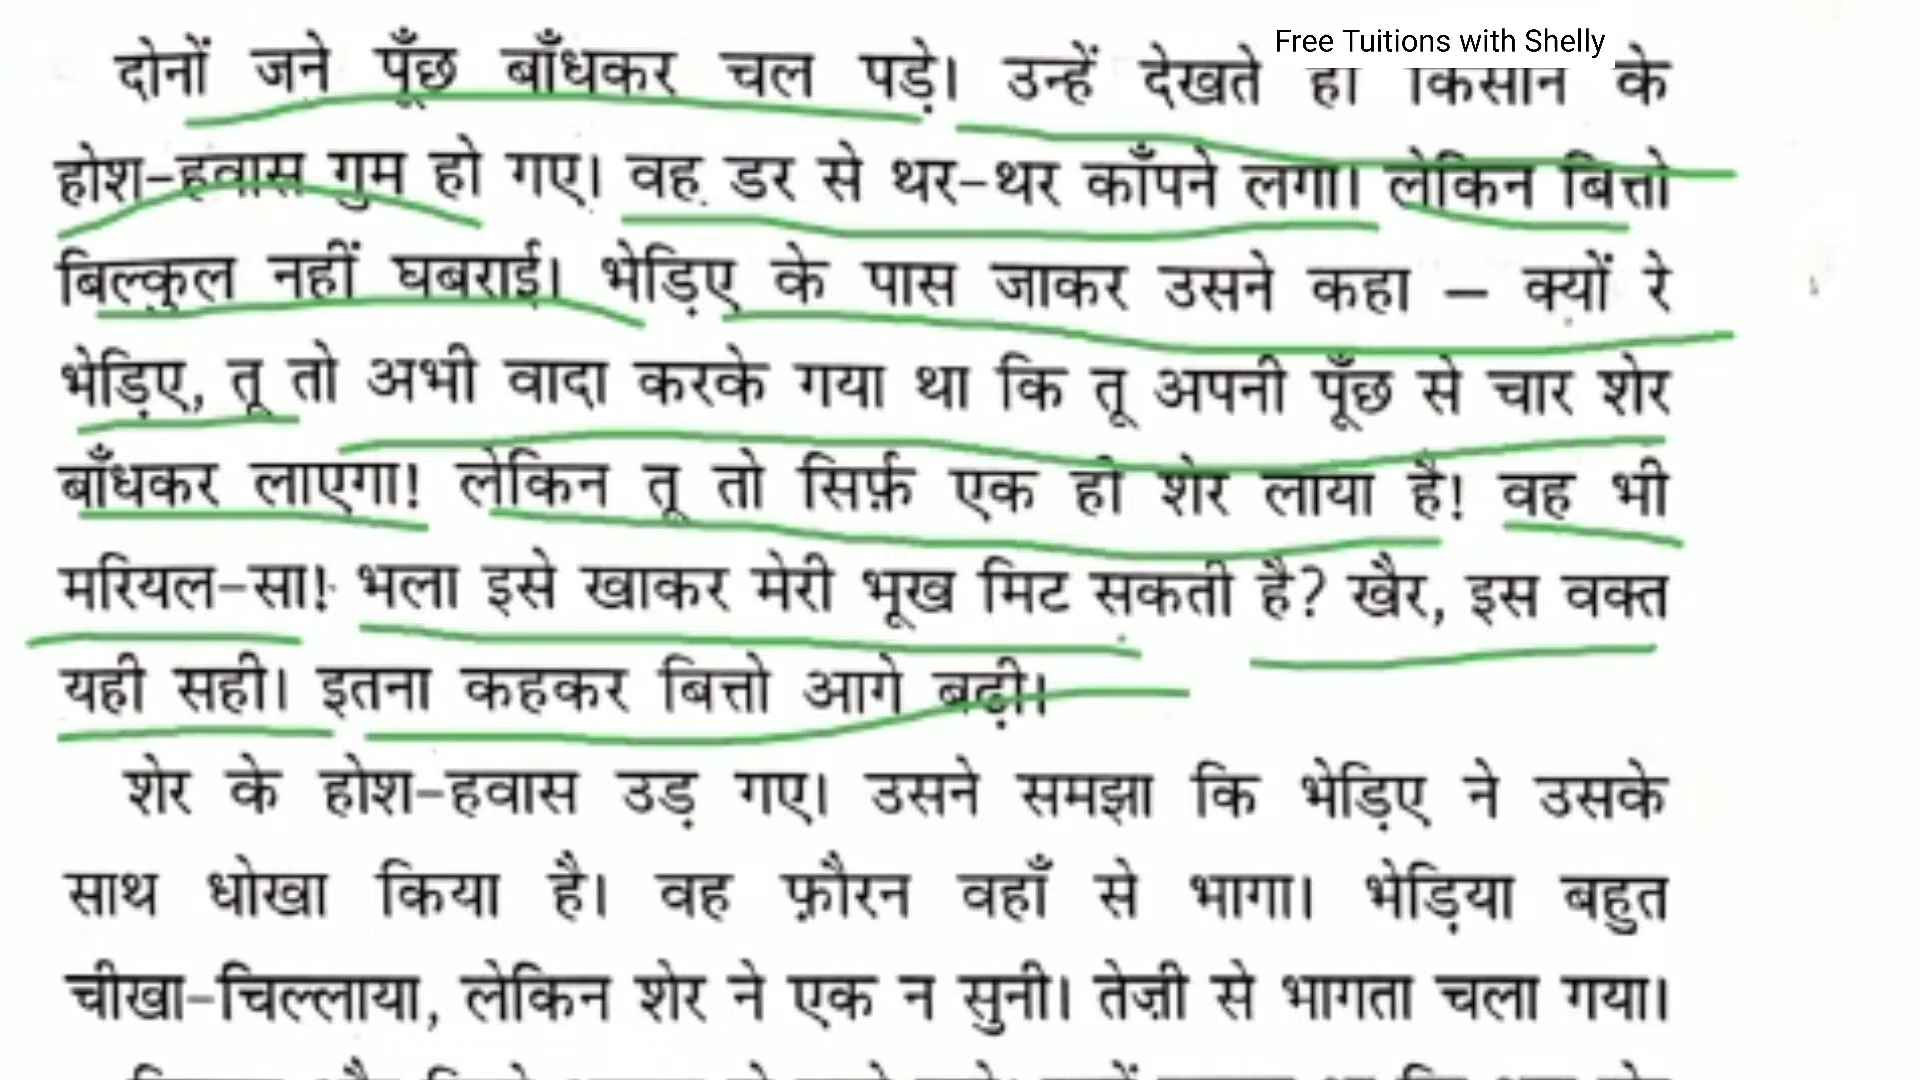 Free Tuitions with Shelly
दोनों जने पूँछ बाँधकर चल पड़े। उन्हें देखते ही किसान के
होश-हवास गुम हो गए। वह डर से थर-थर काँपने लगा। लेकिन बित्तो
बिल्कुल नहीं घबराई। भेड़िए के पास जाकर उसने कहा – क्यों रे
भेड़िए, तू तो अभी वादा करके गया था कि तू अपनी पूँछ से चार शेर
बाँधकर लाएगा! लेकिन तू तो सिर्फ़ एक ही शेर लाया है! वह भी
मरियल-सा! भला इसे खाकर मेरी भूख मिट सकती है? खैर, इस वक्त
यही सही। इतना कहकर बित्तो आगे बढ़ी।
शेर के होश-हवास उड़ गए। उसने समझा कि भेड़िए ने उसके
साथ धोखा किया है। वह फ़ौरन वहाँ से भागा। भेड़िया बहुत
चीखा-चिल्लाया, लेकिन शेर ने एक न सुनी। तेज़ी से भागता चला गया।